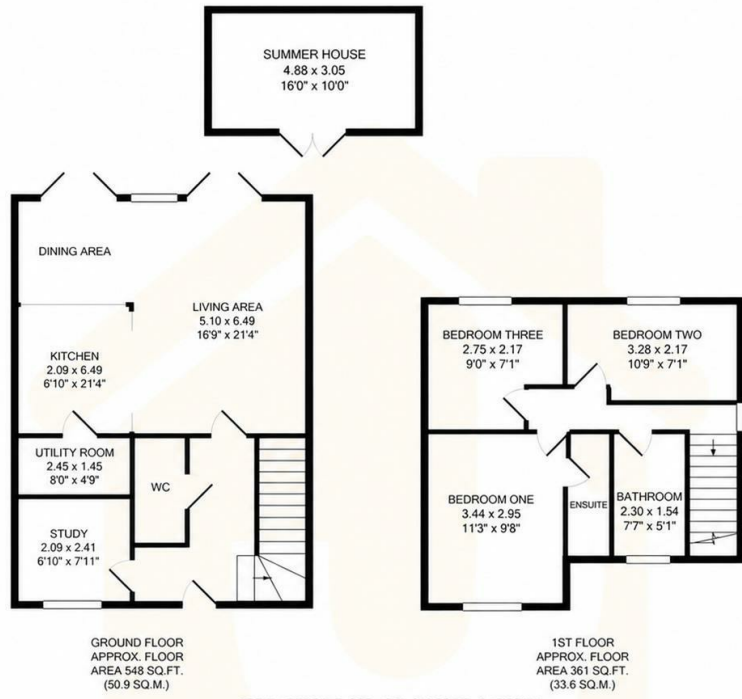 SUMMER HOUSE
4.88 x 3.05
16'0" x 10'0"
DINING AREA
LIVING AREA
5.10 x 6.49
16'9" x 21'4"
KITCHEN
2.09 x 6.49
6'10" x 21'4"
UTILITY ROOM
2.45 x 1.45
8'0" x 4'9"
WC
STUDY
2.09 x 2.41
6'10" x 7'11"
GROUND FLOOR
APPROX. FLOOR
AREA 548 SQ.FT.
(50.9 SQ.M.)
BEDROOM THREE
2.75 x 2.17
9'0" x 7'1"
BEDROOM TWO
3.28 x 2.17
10'9" x 7'1"
BEDROOM ONE
3.44 x 2.95
11'3" x 9'8"
ENSUITE
BATHROOM
2.30 x 1.54
7'7" x 5'1"
1ST FLOOR
APPROX. FLOOR
AREA 361 SQ.FT.
(33.6 SQ.M.)